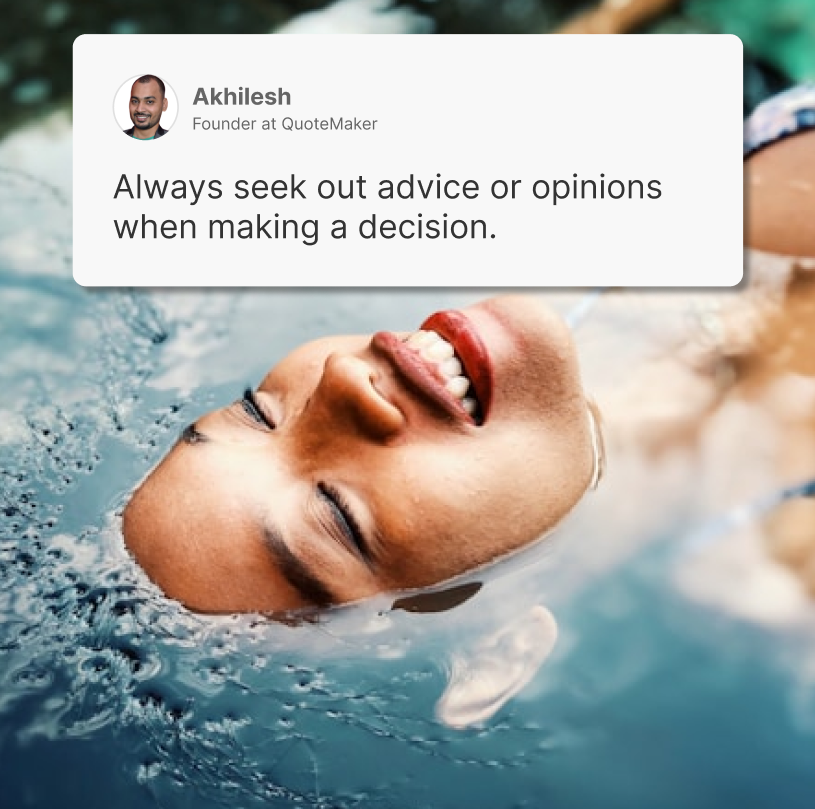 Akhilesh
Founder at QuoteMaker
Always seek out advice or opinions
when making a decision.